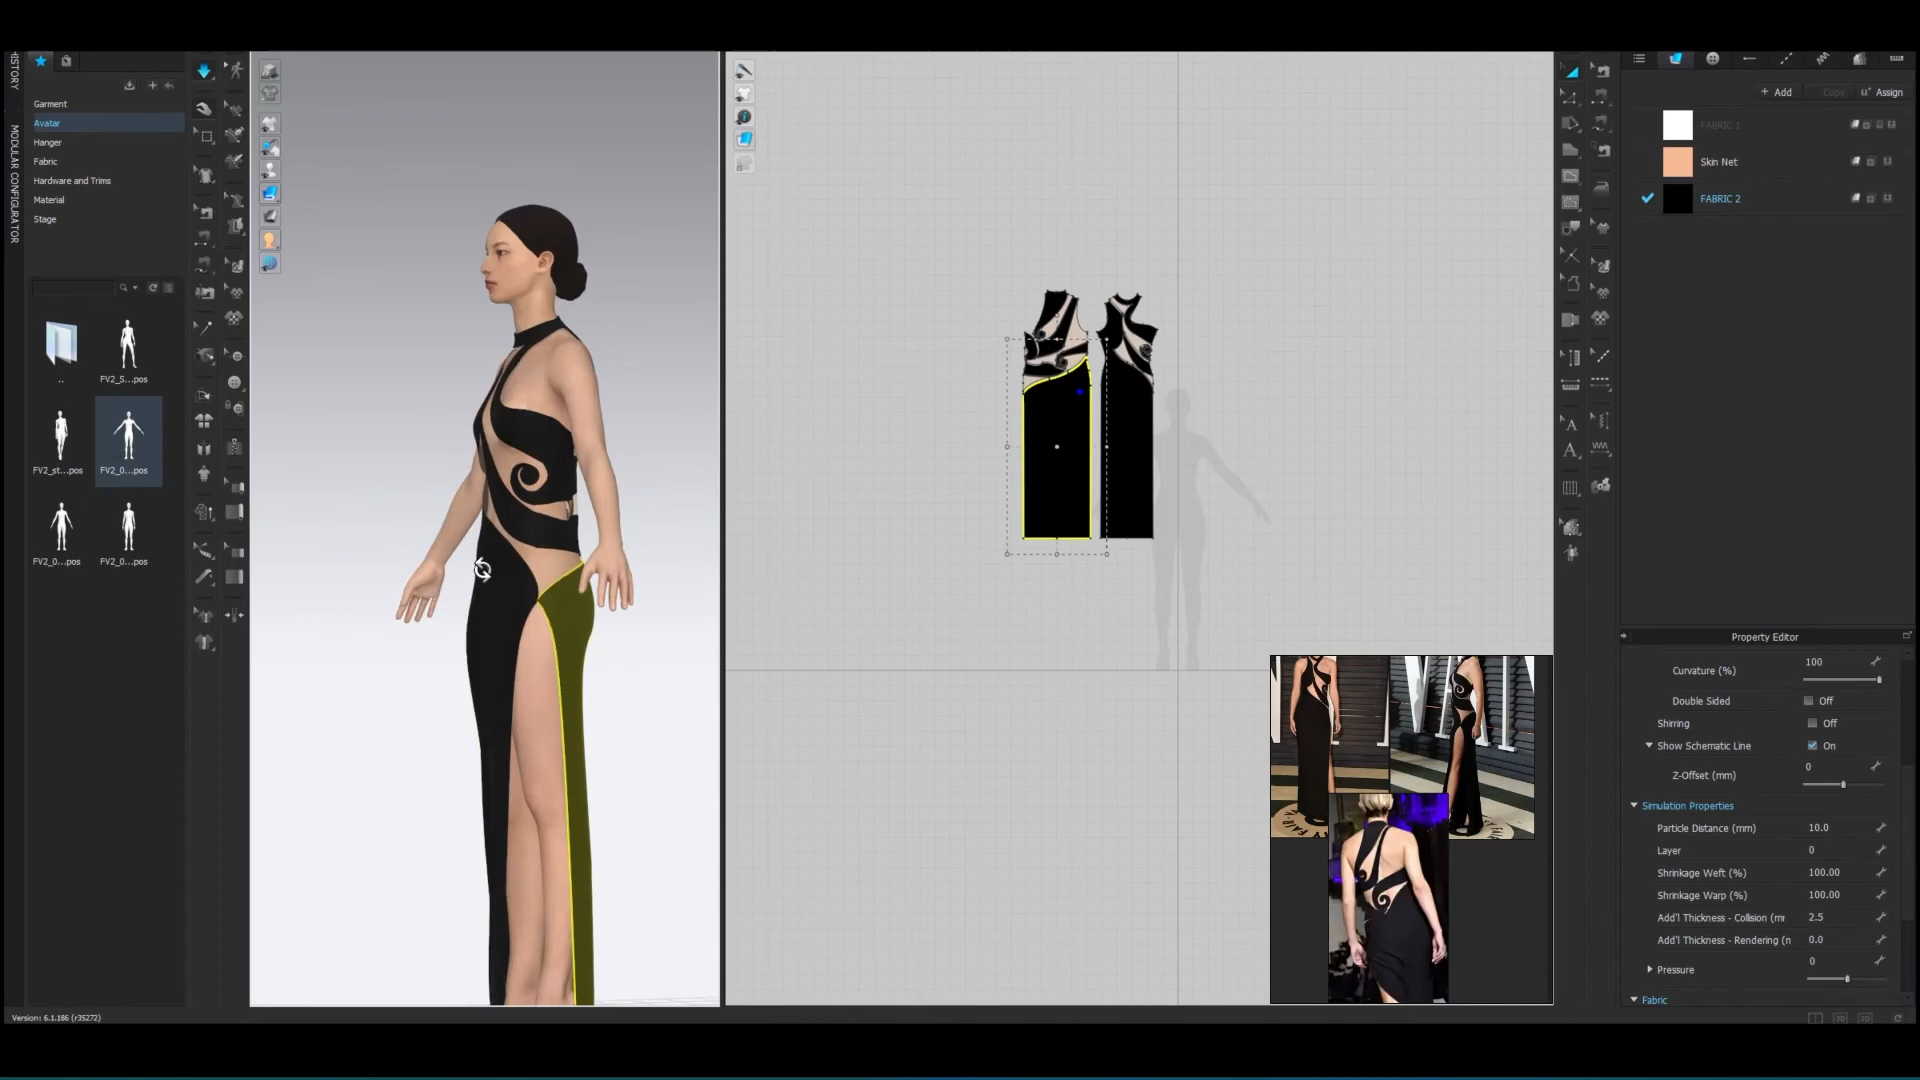 HISTORY
MODULAR CONFIGURATOR
Garment
Avatar
Hanger
Fabric
Hardware and Trims
Material
Stage
..
FV2_S...pos
FV2_st...pos
FV2_0...pos
FV2_0...pos
FV2_0...pos
Version: 6.1.186 (r35272)
+ Add
Copy
Assign
FABRIC 1
Skin Net
FABRIC 2
Property Editor
Curvature (%)
100
Double Sided
Off
Shirring
Off
Show Schematic Line
On
Z-Offset (mm)
0
Simulation Properties
Particle Distance (mm)
10.0
Layer
0
Shrinkage Weft (%)
100.00
Shrinkage Warp (%)
100.00
Add'l Thickness - Collision (mr
2.5
Add'l Thickness - Rendering (n
0.0
Pressure
0
Fabric
3D
2D